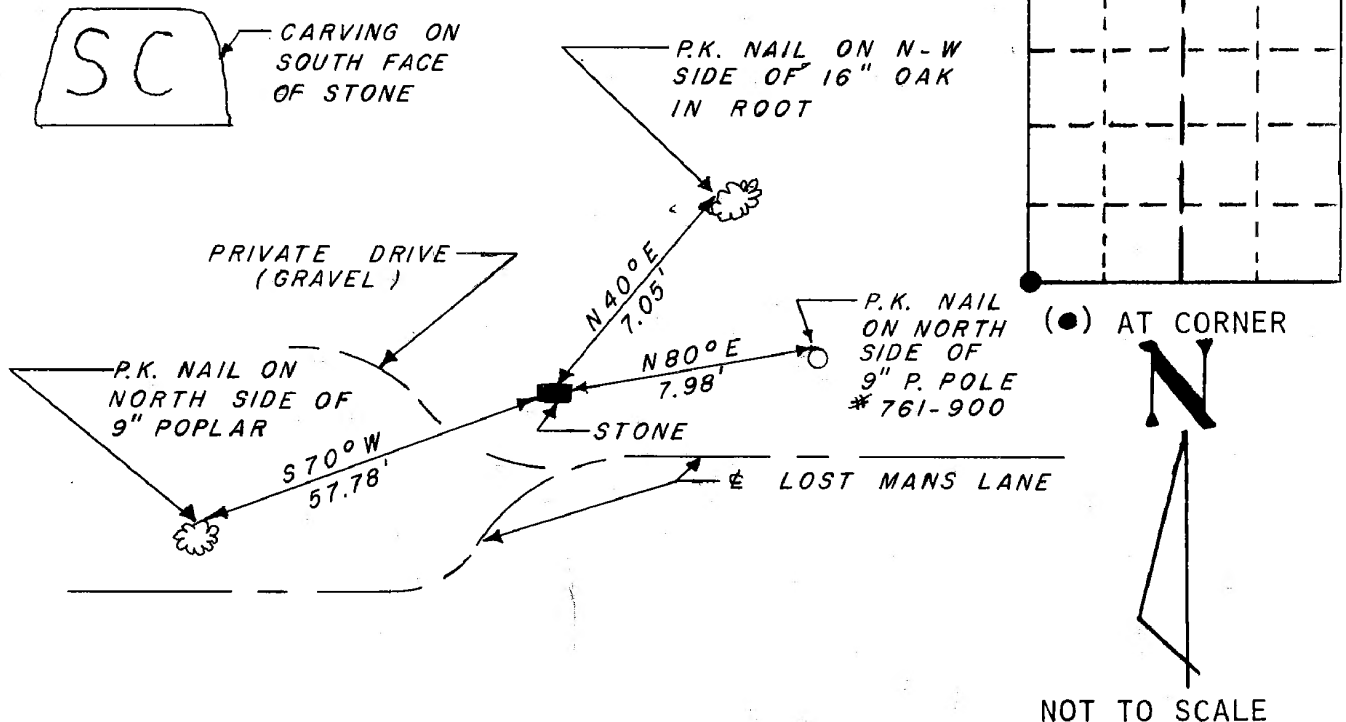 SC
CARVING ON
SOUTH FACE
OF STONE
P.K. NAIL ON N-W
SIDE OF 16" OAK
IN ROOT
PRIVATE DRIVE
(GRAVEL)
N40°E
7.05'
P.K. NAIL
ON NORTH
SIDE OF
9" P. POLE
* 761-900
N80°E
7.98'
(●) AT CORNER
P.K. NAIL ON
NORTH SIDE OF
9" POPLAR
STONE
S70°W
57.78'
℄ LOST MANS LANE
N
NOT TO SCALE